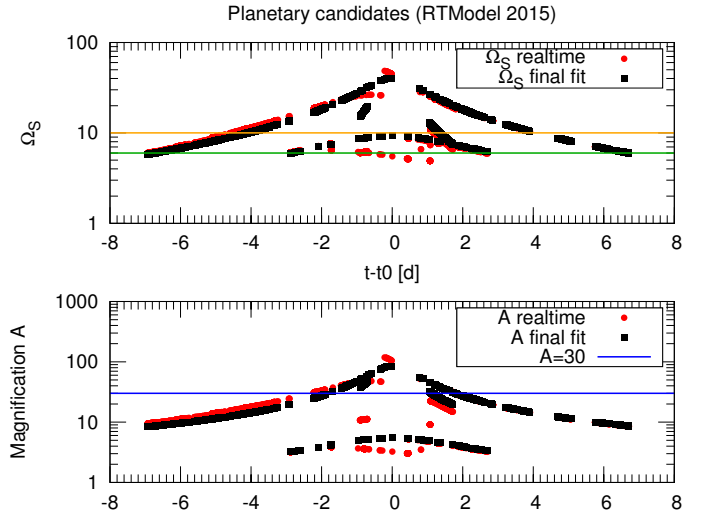 Planetary candidates (RTModel 2015)
100
10
1
Ω_S
Ω_S realtime
Ω_S final fit
-8 -6 -4 -2 0 2 4 6 8
t-t0 [d]
1000
100
10
1
Magnification A
A realtime
A final fit
A=30
-8 -6 -4 -2 0 2 4 6 8